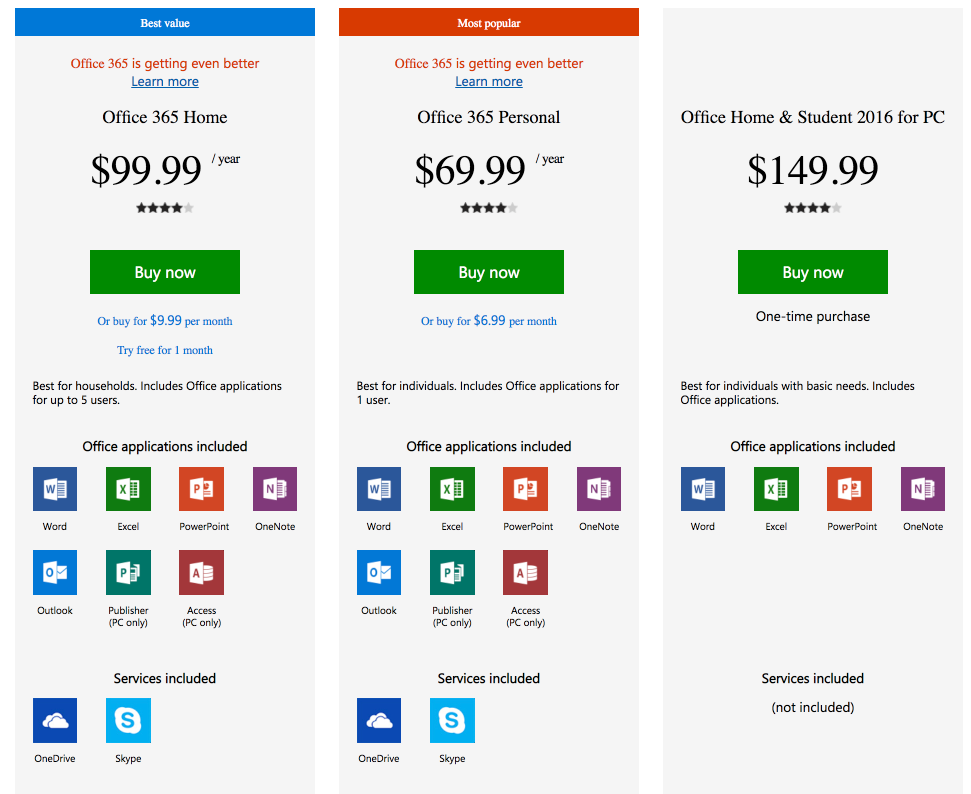 Best value
Office 365 is getting even better
Learn more
Office 365 Home
$99.99 / year
Buy now
Or buy for $9.99 per month
Try free for 1 month
Best for households. Includes Office applications
for up to 5 users.
Office applications included
W X P N
Word Excel PowerPoint OneNote
O P A
Outlook Publisher Access
(PC only) (PC only)
Services included
S
OneDrive Skype
Most popular
Office 365 is getting even better
Learn more
Office 365 Personal
$69.99 / year
Buy now
Or buy for $6.99 per month
Best for individuals. Includes Office applications for
1 user.
Office applications included
W X P N
Word Excel PowerPoint OneNote
O P A
Outlook Publisher Access
(PC only) (PC only)
Services included
S
OneDrive Skype
Office Home & Student 2016 for PC
$149.99
Buy now
One-time purchase
Best for individuals with basic needs. Includes
Office applications.
Office applications included
W X P N
Word Excel PowerPoint OneNote
Services included
(not included)